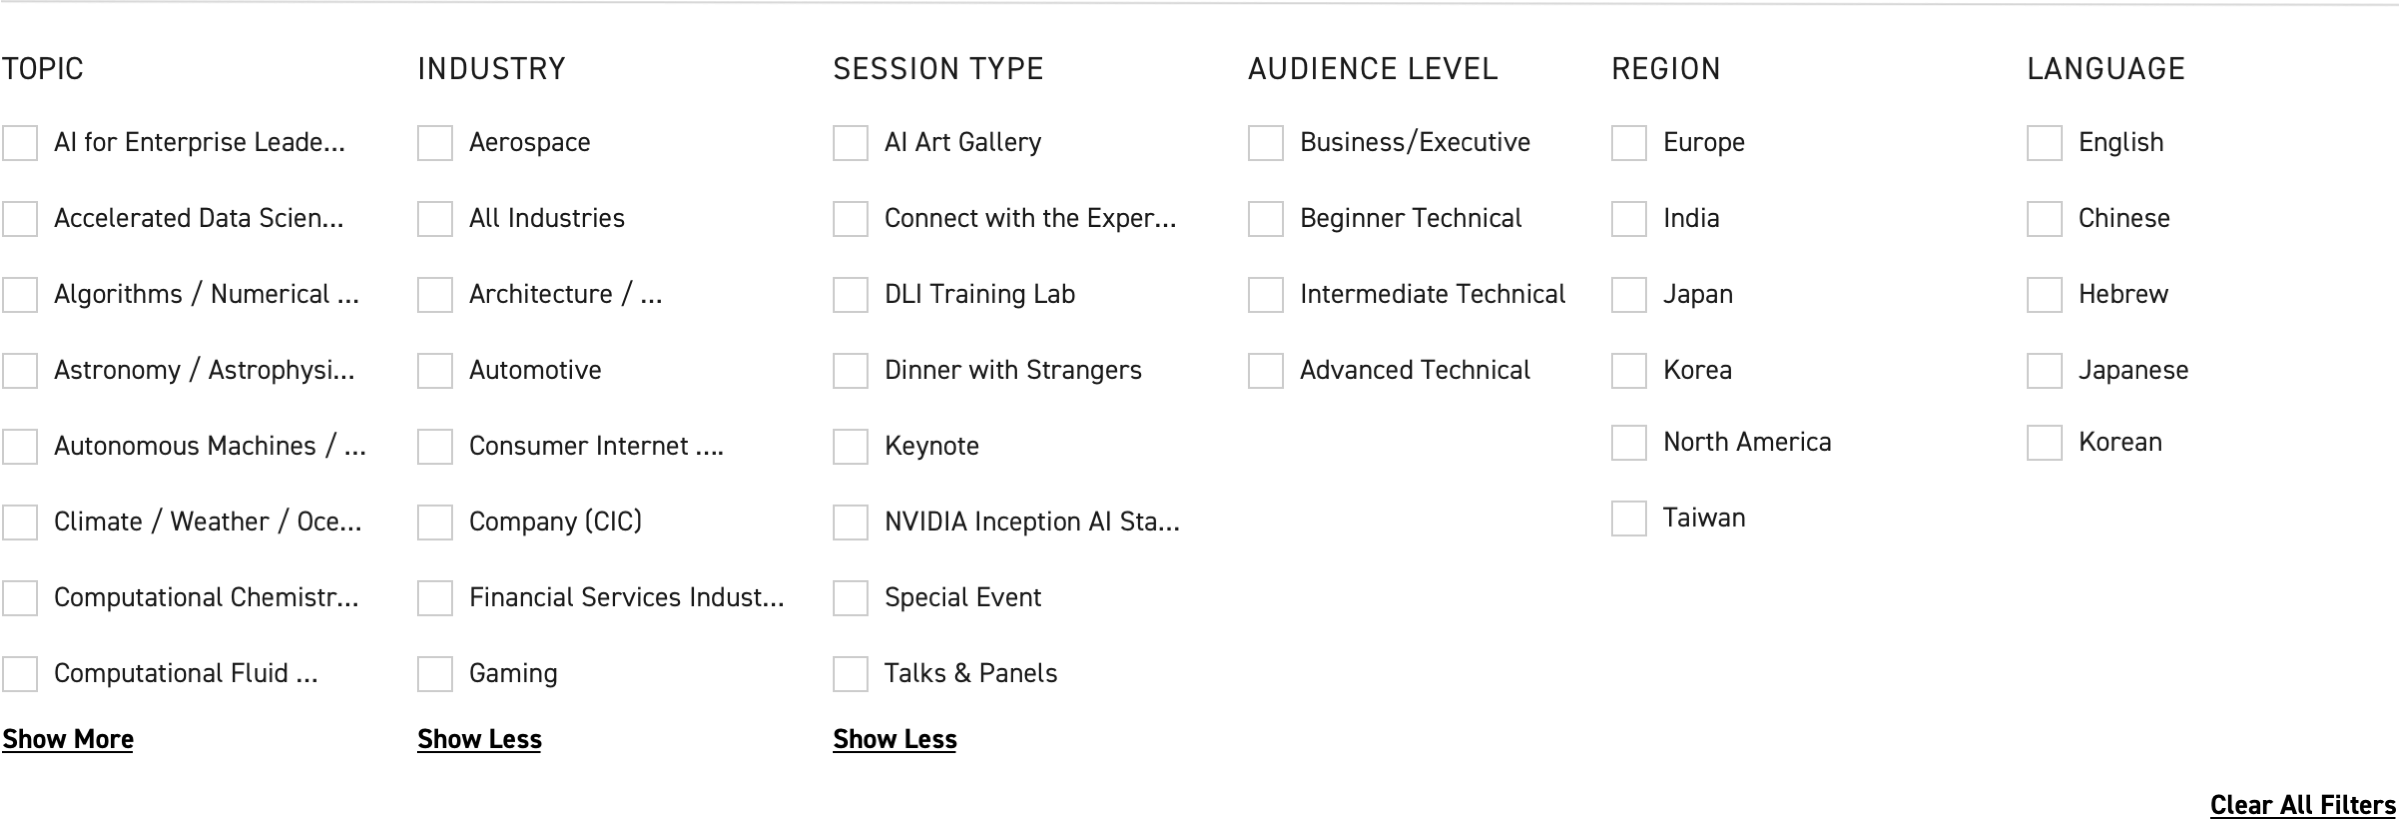 TOPIC
AI for Enterprise Leade...
Accelerated Data Scien...
Algorithms / Numerical ...
Astronomy / Astrophysi...
Autonomous Machines / ...
Climate / Weather / Oce...
Computational Chemistr...
Computational Fluid ...
Show More
INDUSTRY
Aerospace
All Industries
Architecture / ...
Automotive
Consumer Internet ....
Company (CIC)
Financial Services Indust...
Gaming
Show Less
SESSION TYPE
AI Art Gallery
Connect with the Exper...
DLI Training Lab
Dinner with Strangers
Keynote
NVIDIA Inception AI Sta...
Special Event
Talks & Panels
Show Less
AUDIENCE LEVEL
Business/Executive
Beginner Technical
Intermediate Technical
Advanced Technical
REGION
Europe
India
Japan
Korea
North America
Taiwan
LANGUAGE
English
Chinese
Hebrew
Japanese
Korean
Clear All Filters